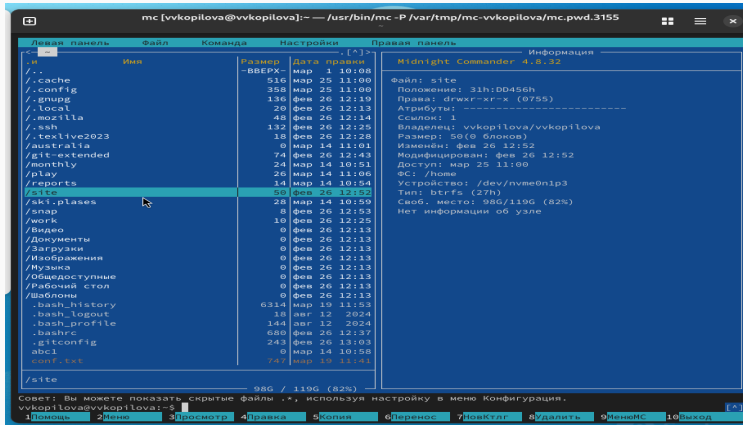 mc [vvkopilova@vvkopilova]:~ — /usr/bin/mc -P /var/tmp/mc-vvkopilova/mc.pwd.3155
Левая панель Файл Команда Настройки Правая панель
<— ~ .[^]>
.и Имя Размер Дата правки
/.. -ВВЕРХ- мар 1 10:08
/.cache 516 мар 25 11:00
/.config 358 мар 25 11:00
/.gnupg 136 фев 26 12:19
/.local 20 фев 26 12:13
/.mozilla 48 фев 26 12:14
/.ssh 132 фев 26 12:25
/.texlive2023 18 фев 26 12:28
/australia 0 мар 14 11:01
/git-extended 74 фев 26 12:43
/monthly 24 мар 14 10:51
/play 26 мар 14 11:06
/reports 14 мар 14 10:54
/site 50 фев 26 12:52
/ski.plases 28 мар 14 10:59
/snap 8 фев 26 12:53
/work 10 фев 26 12:25
/Видео 0 фев 26 12:13
/Документы 0 фев 26 12:13
/Загрузки 0 фев 26 12:13
/Изображения 0 фев 26 12:13
/Музыка 0 фев 26 12:13
/Общедоступные 0 фев 26 12:13
/Рабочий стол 0 фев 26 12:13
/Шаблоны 0 фев 26 12:13
.bash_history 6314 мар 19 11:53
.bash_logout 18 авг 12 2024
.bash_profile 144 авг 12 2024
.bashrc 680 фев 26 12:37
.gitconfig 243 фев 26 13:03
abc1 0 мар 14 10:58
conf.txt 747 мар 19 11:41
/site
98G / 119G (82%)
Информация
Midnight Commander 4.8.32
Файл: site
Положение: 31h:DD456h
Права: drwxr-xr-x (0755)
Атрибуты: ------------------------
Ссылок: 1
Владелец: vvkopilova/vvkopilova
Размер: 50(0 блоков)
Изменён: фев 26 12:52
Модифицирован: фев 26 12:52
Доступ: мар 25 11:00
ФС: /home
Устройство: /dev/nvme0n1p3
Тип: btrfs (27h)
Своб. место: 98G/119G (82%)
Нет информации об узле
Совет: Вы можете показать скрытые файлы .*, используя настройку в меню Конфигурация.
vvkopilova@vvkopilova:~$ [^]
1Помощь 2Меню 3Просмотр 4Правка 5Копия 6Перенос 7НовКтлг 8Удалить 9МенюМС 10Выход